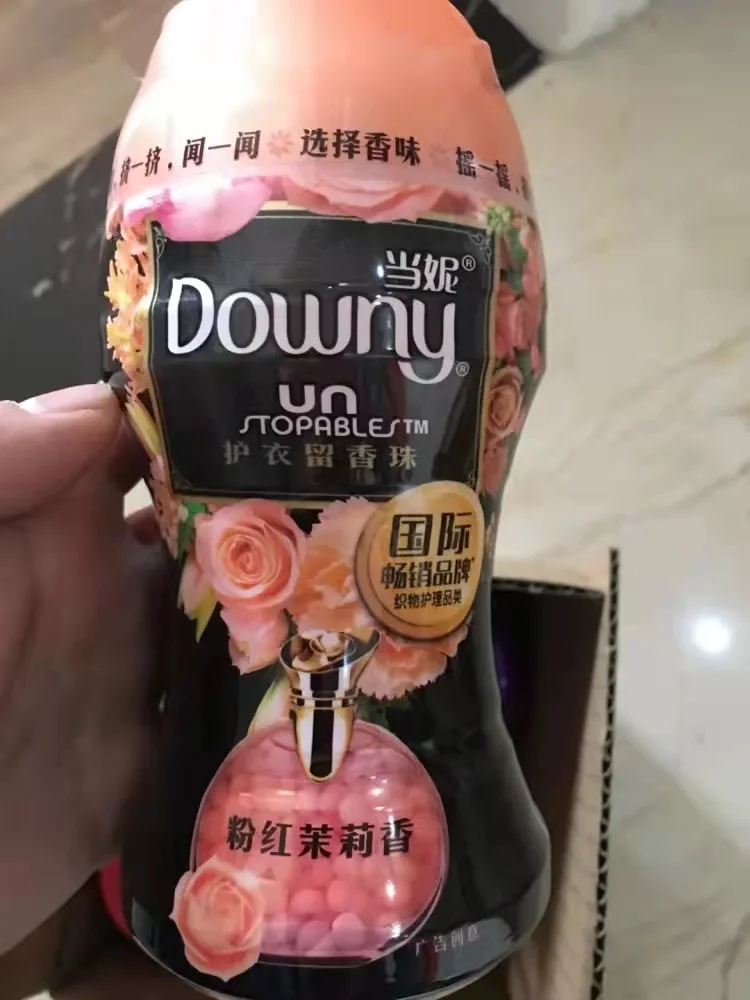 挤一挤，闻一闻 选择香味 摇一摇，
当妮®
Downy®
un
STOPABLES™
护衣留香珠
国际
畅销品牌*
织物护理品类
粉红茉莉香
广告创意